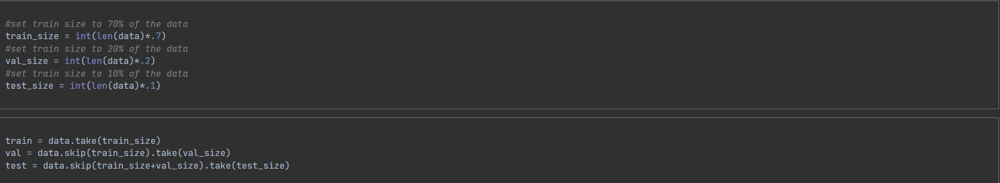 #set train size to 70% of the data
train_size = int(len(data)*.7)
#set train size to 20% of the data
val_size = int(len(data)*.2)
#set train size to 10% of the data
test_size = int(len(data)*.1)
train = data.take(train_size)
val = data.skip(train_size).take(val_size)
test = data.skip(train_size+val_size).take(test_size)